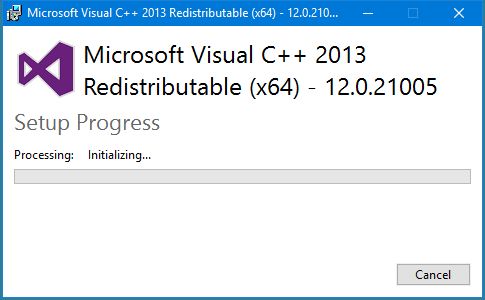 Microsoft Visual C++ 2013 Redistributable (x64) - 12.0.210...
Microsoft Visual C++ 2013
Redistributable (x64) - 12.0.21005
Setup Progress
Processing: Initializing...
Cancel